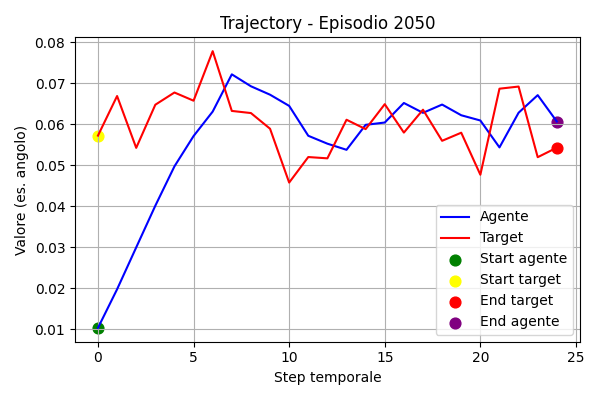 Trajectory - Episodio 2050
Valore (es. angolo)
0.08
0.07
0.06
0.05
0.04
0.03
0.02
0.01
0 5 10 15 20 25
Step temporale
Agente
Target
Start agente
Start target
End target
End agente